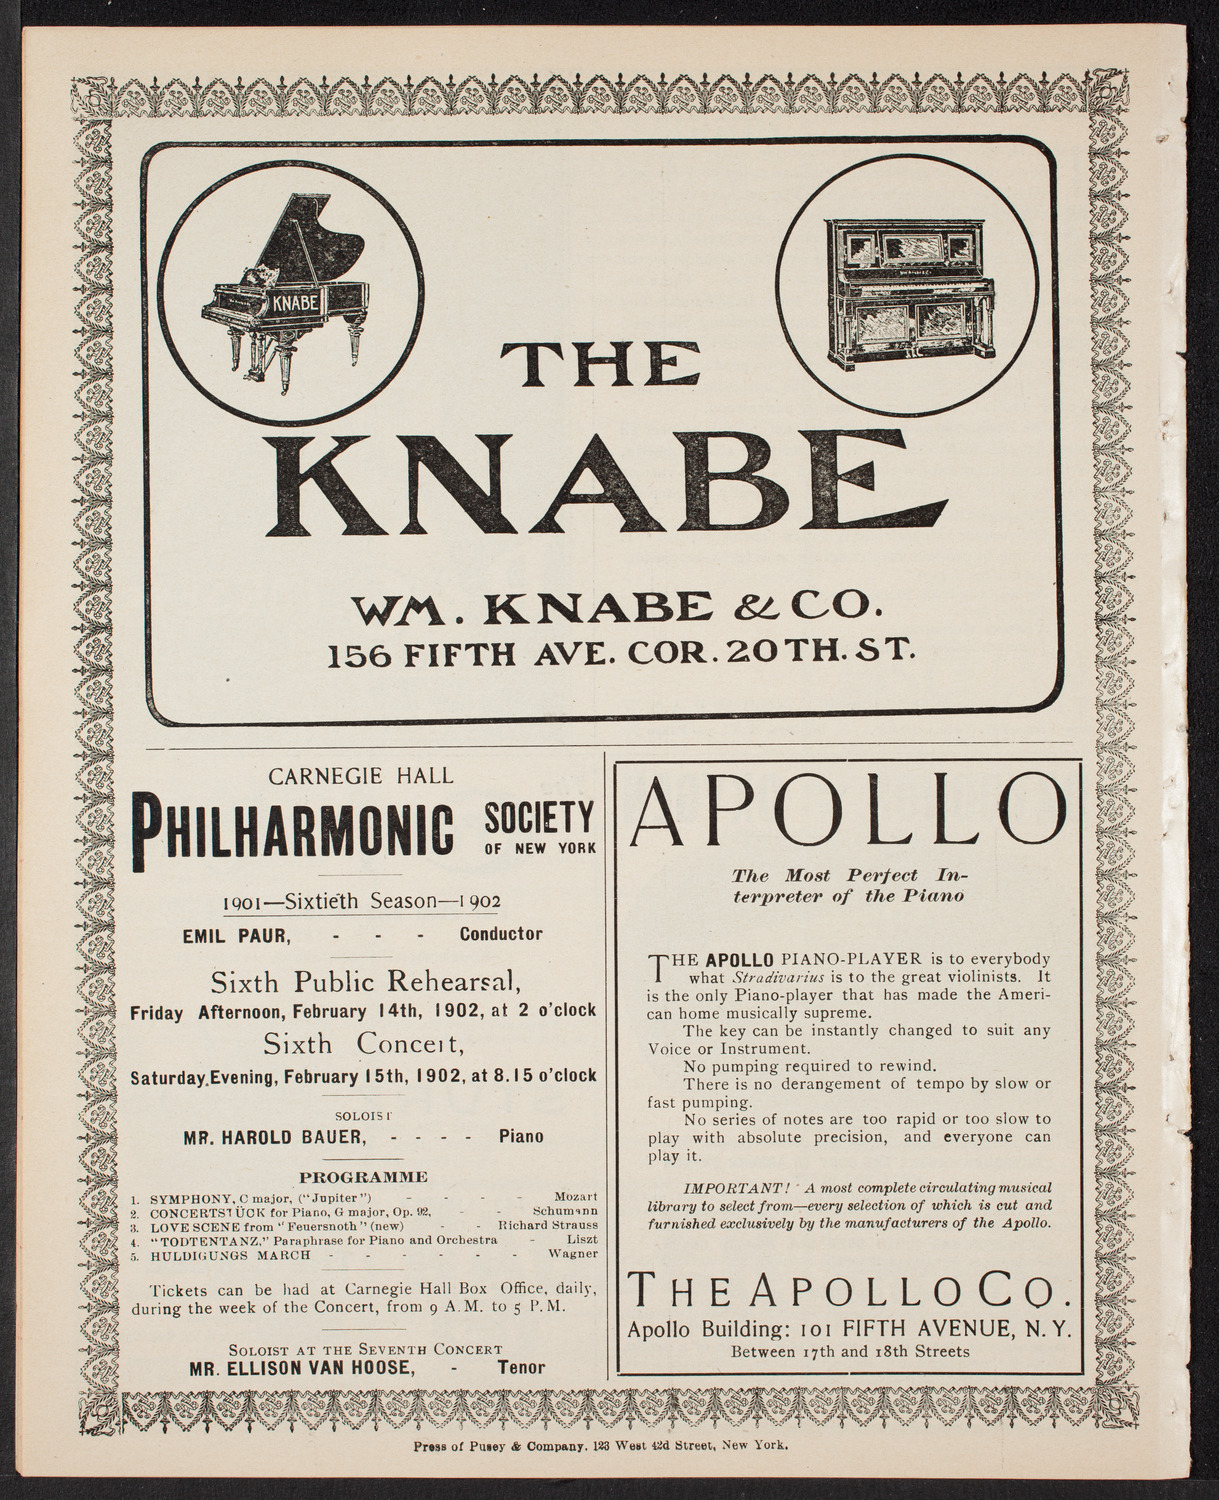 KNABE
THE
KNABE
WM. KNABE & CO.
156 FIFTH AVE. COR. 20TH. ST.
CARNEGIE HALL
PHILHARMONIC SOCIETY
OF NEW YORK
1901—Sixtieth Season—1902
EMIL PAUR, - - - Conductor
Sixth Public Rehearsal,
Friday Afternoon, February 14th, 1902, at 2 o'clock
Sixth Concert,
Saturday Evening, February 15th, 1902, at 8.15 o'clock
SOLOIST
MR. HAROLD BAUER, - - - - Piano
PROGRAMME
1. SYMPHONY, C major, ("Jupiter") - - - - Mozart
2. CONCERTSTÜCK for Piano, G major, Op. 92, - - Schumann
3. LOVE SCENE from "Feuersnoth" (new) - - Richard Strauss
4. "TODTENTANZ," Paraphrase for Piano and Orchestra - Liszt
5. HULDIGUNGS MARCH - - - - - - Wagner
Tickets can be had at Carnegie Hall Box Office, daily,
during the week of the Concert, from 9 A.M. to 5 P.M.
SOLOIST AT THE SEVENTH CONCERT
MR. ELLISON VAN HOOSE, - Tenor
APOLLO
The Most Perfect In-
terpreter of the Piano
THE APOLLO PIANO-PLAYER is to everybody
what Stradivarius is to the great violinists. It
is the only Piano-player that has made the Ameri-
can home musically supreme.
The key can be instantly changed to suit any
Voice or Instrument.
No pumping required to rewind.
There is no derangement of tempo by slow or
fast pumping.
No series of notes are too rapid or too slow to
play with absolute precision, and everyone can
play it.
IMPORTANT! A most complete circulating musical
library to select from—every selection of which is cut and
furnished exclusively by the manufacturers of the Apollo.
THE APOLLO CO.
Apollo Building: 101 FIFTH AVENUE, N. Y.
Between 17th and 18th Streets
Press of Pusey & Company, 123 West 42d Street, New York.